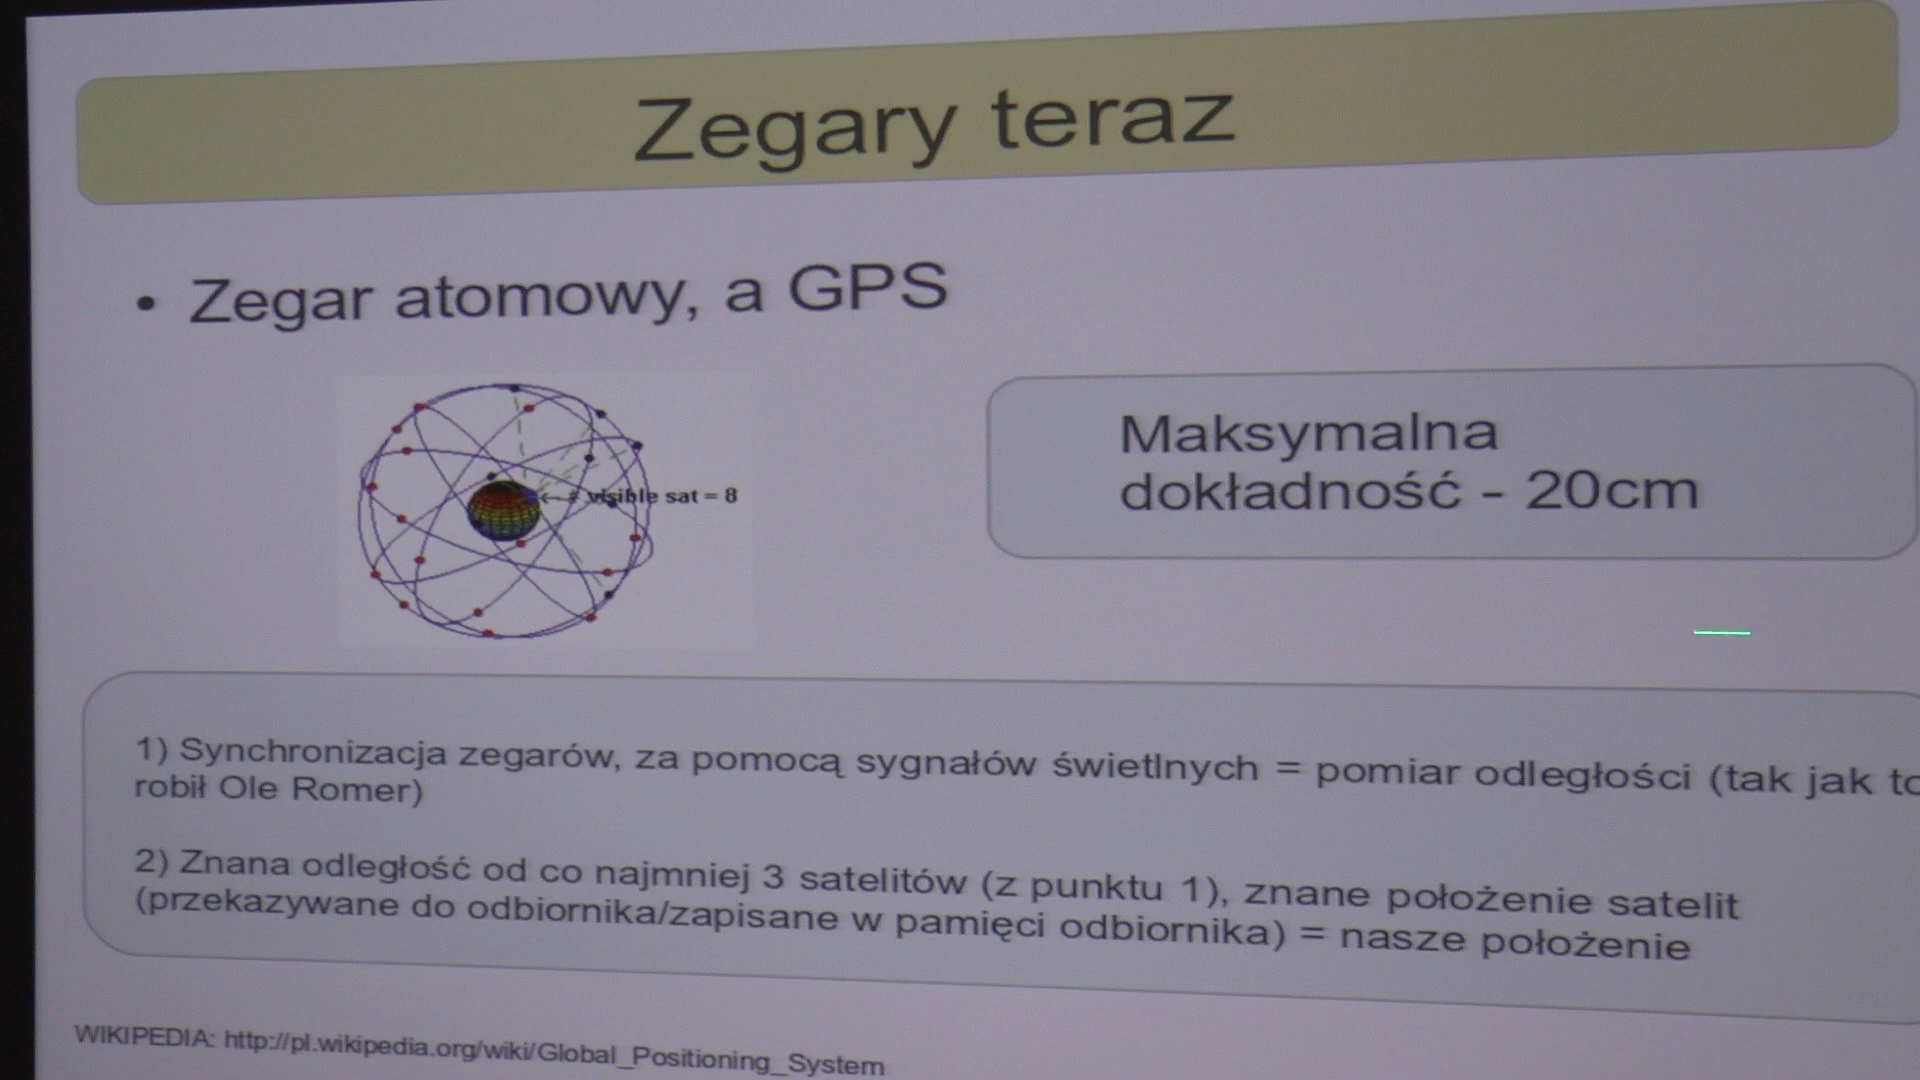 Zegary teraz
• Zegar atomowy, a GPS
# visible sat = 8
Maksymalna
dokładność - 20cm
1) Synchronizacja zegarów, za pomocą sygnałów świetlnych = pomiar odległości (tak jak to
robił Ole Romer)
2) Znana odległość od co najmniej 3 satelitów (z punktu 1), znane położenie satelit
(przekazywane do odbiornika/zapisane w pamięci odbiornika) = nasze położenie
WIKIPEDIA: http://pl.wikipedia.org/wiki/Global_Positioning_System